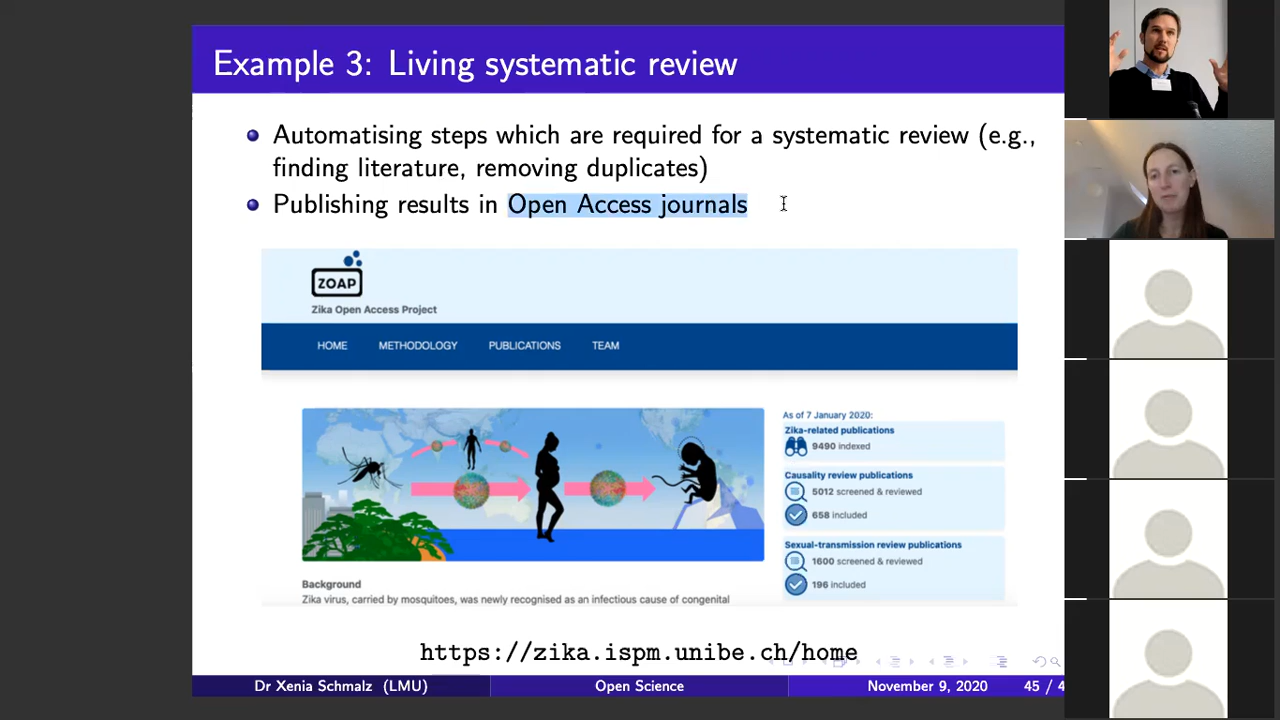 Example 3: Living systematic review
Automatising steps which are required for a systematic review (e.g.,
finding literature, removing duplicates)
Publishing results in Open Access journals
ZOAP
Zika Open Access Project
HOME METHODOLOGY PUBLICATIONS TEAM
As of 7 January 2020:
Zika-related publications
9490 indexed
Causality review publications
5012 screened & reviewed
658 included
Sexual-transmission review publications
1600 screened & reviewed
196 included
Background
Zika virus, carried by mosquitoes, was newly recognised as an infectious cause of congenital
https://zika.ispm.unibe.ch/home
Dr Xenia Schmalz (LMU) Open Science November 9, 2020 45 / 4